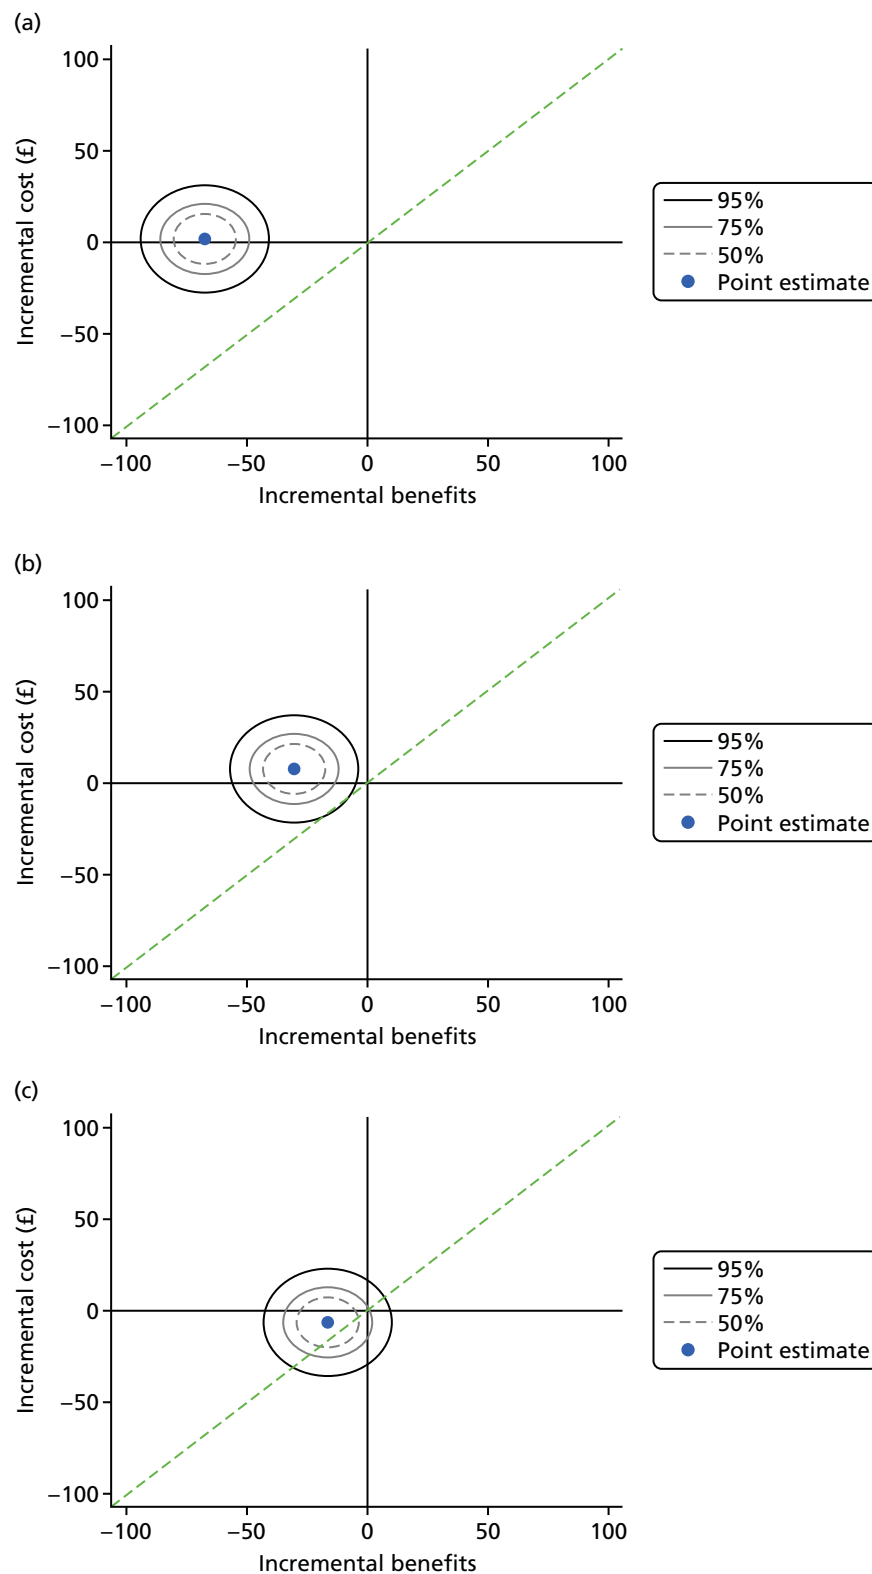 (a)
100
50
0
−50
−100
Incremental cost (£)
−100 −50 0 50 100
Incremental benefits
95%
75%
50%
Point estimate
(b)
100
50
0
−50
−100
Incremental cost (£)
−100 −50 0 50 100
Incremental benefits
95%
75%
50%
Point estimate
(c)
100
50
0
−50
−100
Incremental cost (£)
−100 −50 0 50 100
Incremental benefits
95%
75%
50%
Point estimate